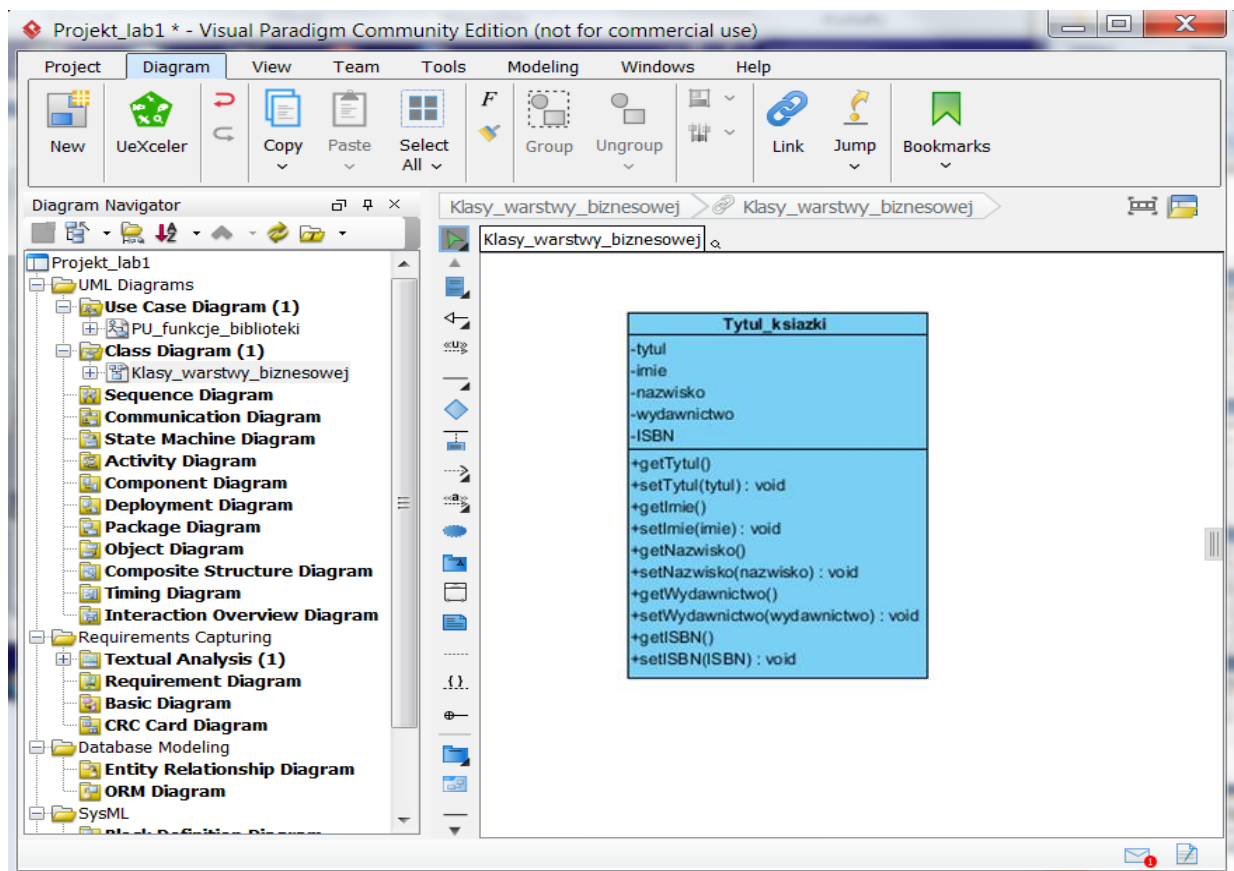 Projekt_lab1 * - Visual Paradigm Community Edition (not for commercial use)
Project Diagram View Team Tools Modeling Windows Help
New UeXceler Copy Paste Select All F Group Ungroup Link Jump Bookmarks
Diagram Navigator
Klasy_warstwy_biznesowej Klasy_warstwy_biznesowej
Klasy_warstwy_biznesowej
Projekt_lab1
UML Diagrams
Use Case Diagram (1)
PU_funkcje_biblioteki
Class Diagram (1)
Klasy_warstwy_biznesowej
Sequence Diagram
Communication Diagram
State Machine Diagram
Activity Diagram
Component Diagram
Deployment Diagram
Package Diagram
Object Diagram
Composite Structure Diagram
Timing Diagram
Interaction Overview Diagram
Requirements Capturing
Textual Analysis (1)
Requirement Diagram
Basic Diagram
CRC Card Diagram
Database Modeling
Entity Relationship Diagram
ORM Diagram
SysML
Block Definition Diagram
«U»
«a»
{}
Tytul_ksiazki
-tytul
-imie
-nazwisko
-wydawnictwo
-ISBN
+getTytul()
+setTytul(tytul) : void
+getImie()
+setImie(imie) : void
+getNazwisko()
+setNazwisko(nazwisko) : void
+getWydawnictwo()
+setWydawnictwo(wydawnictwo) : void
+getISBN()
+setISBN(ISBN) : void
1